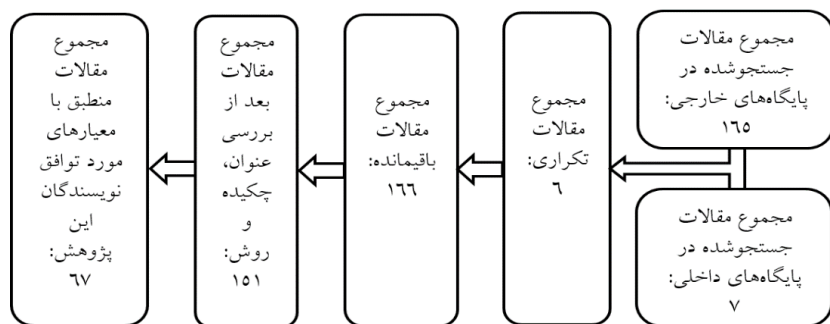 مجموع مقالات
جستجوشده در
پایگاه‌های خارجی:
۱۶۵
مجموع مقالات
جستجوشده در
پایگاه‌های داخلی:
۷
مجموع
مقالات
تکراری:
۶
مجموع
مقالات
باقیمانده:
۱۶۶
مجموع
مقالات
بعد از
بررسی
عنوان،
چکیده
و
روش:
۱۵۱
مجموع
مقالات
منطبق با
معیارهای
مورد توافق
نویسندگان
این
پژوهش:
۶۷